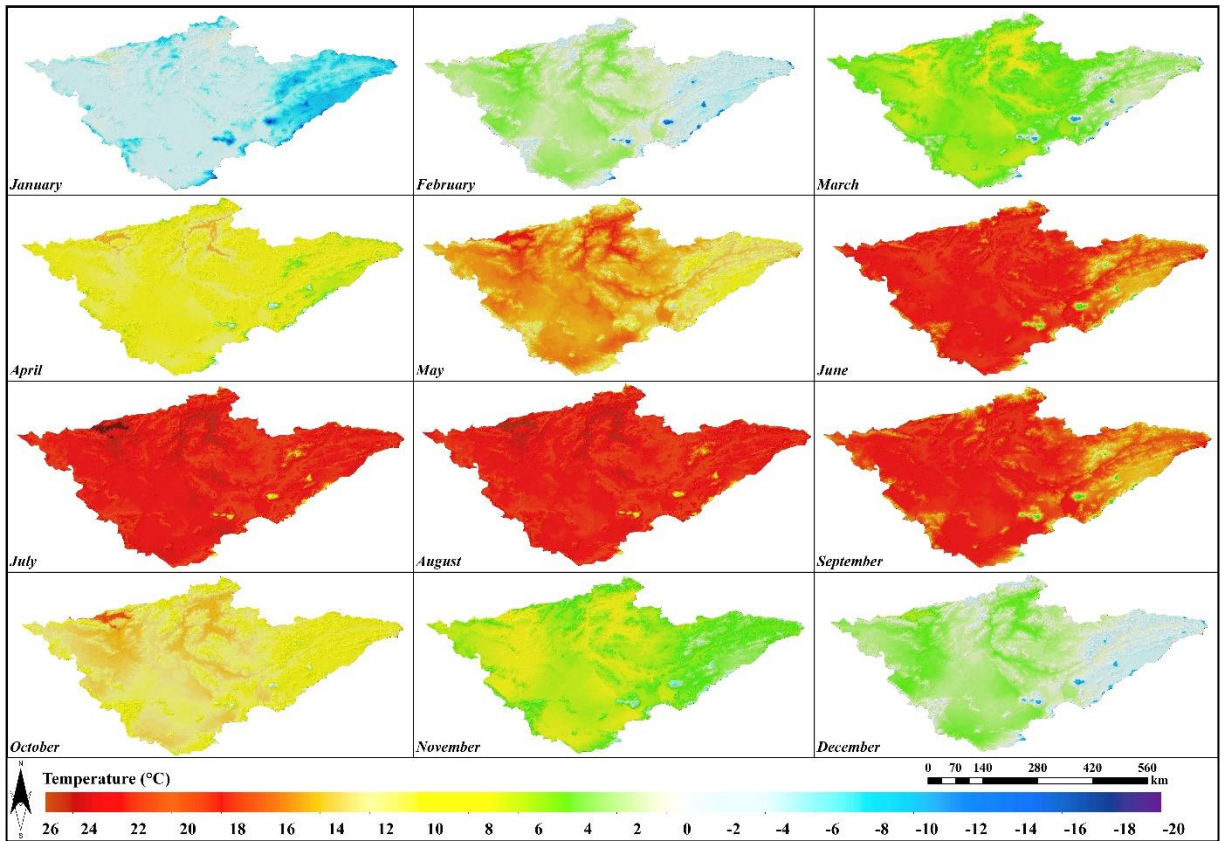 January
February
March
April
May
June
July
August
September
October
November
December
N
S
Temperature (°C)
0 70 140 280 420 560
km
26 24 22 20 18 16 14 12 10 8 6 4 2 0 -2 -4 -6 -8 -10 -12 -14 -16 -18 -20